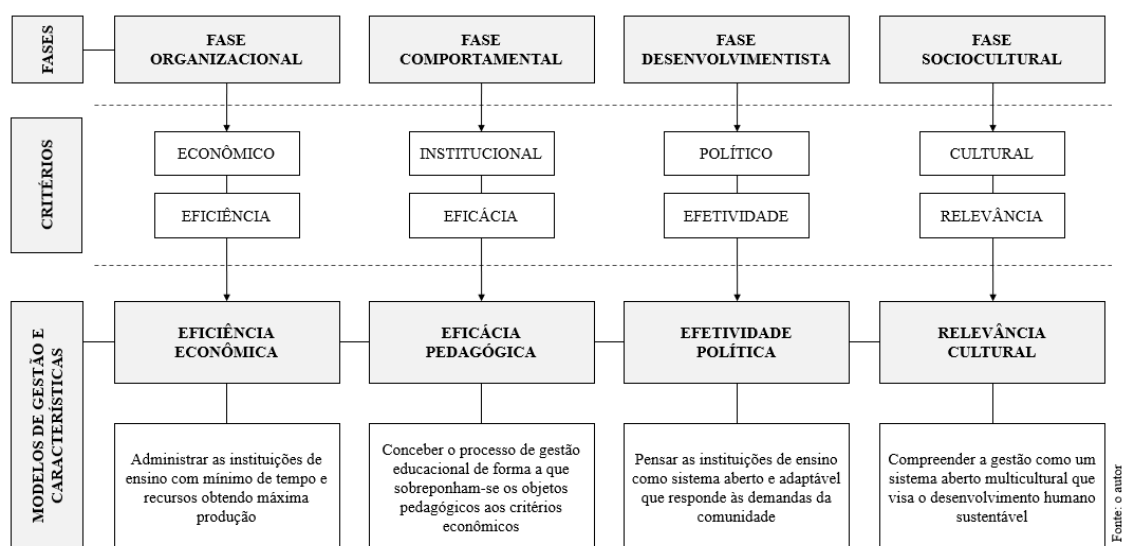 FASES
FASE
ORGANIZACIONAL
FASE
COMPORTAMENTAL
FASE
DESENVOLVIMENTISTA
FASE
SOCIOCULTURAL
CRITÉRIOS
ECONÔMICO
INSTITUCIONAL
POLÍTICO
CULTURAL
EFICIÊNCIA
EFICÁCIA
EFETIVIDADE
RELEVÂNCIA
MODELOS DE GESTÃO E
CARACTERÍSTICAS
EFICIÊNCIA
ECONÔMICA
EFICÁCIA
PEDAGÓGICA
EFETIVIDADE
POLÍTICA
RELEVÂNCIA
CULTURAL
Administrar as instituições de
ensino com mínimo de tempo e
recursos obtendo máxima
produção
Conceber o processo de gestão
educacional de forma a que
sobreponham-se os objetos
pedagógicos aos critérios
econômicos
Pensar as instituições de ensino
como sistema aberto e adaptável
que responde às demandas da
comunidade
Compreender a gestão como um
sistema aberto multicultural que
visa o desenvolvimento humano
sustentável
Fonte: o autor